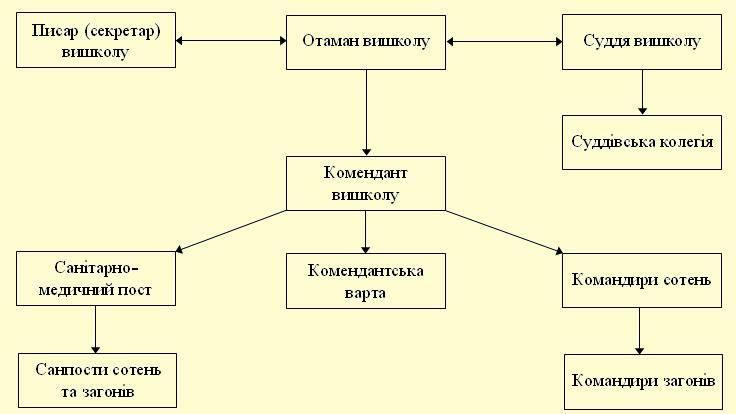 Писар (секретар)
вишколу
Отаман вишколу
Суддя вишколу
Суддівська колегія
Комендант
вишколу
Санітарно-
медичний пост
Комендантська
варта
Командири сотень
Санпости сотень
та загонів
Командири загонів